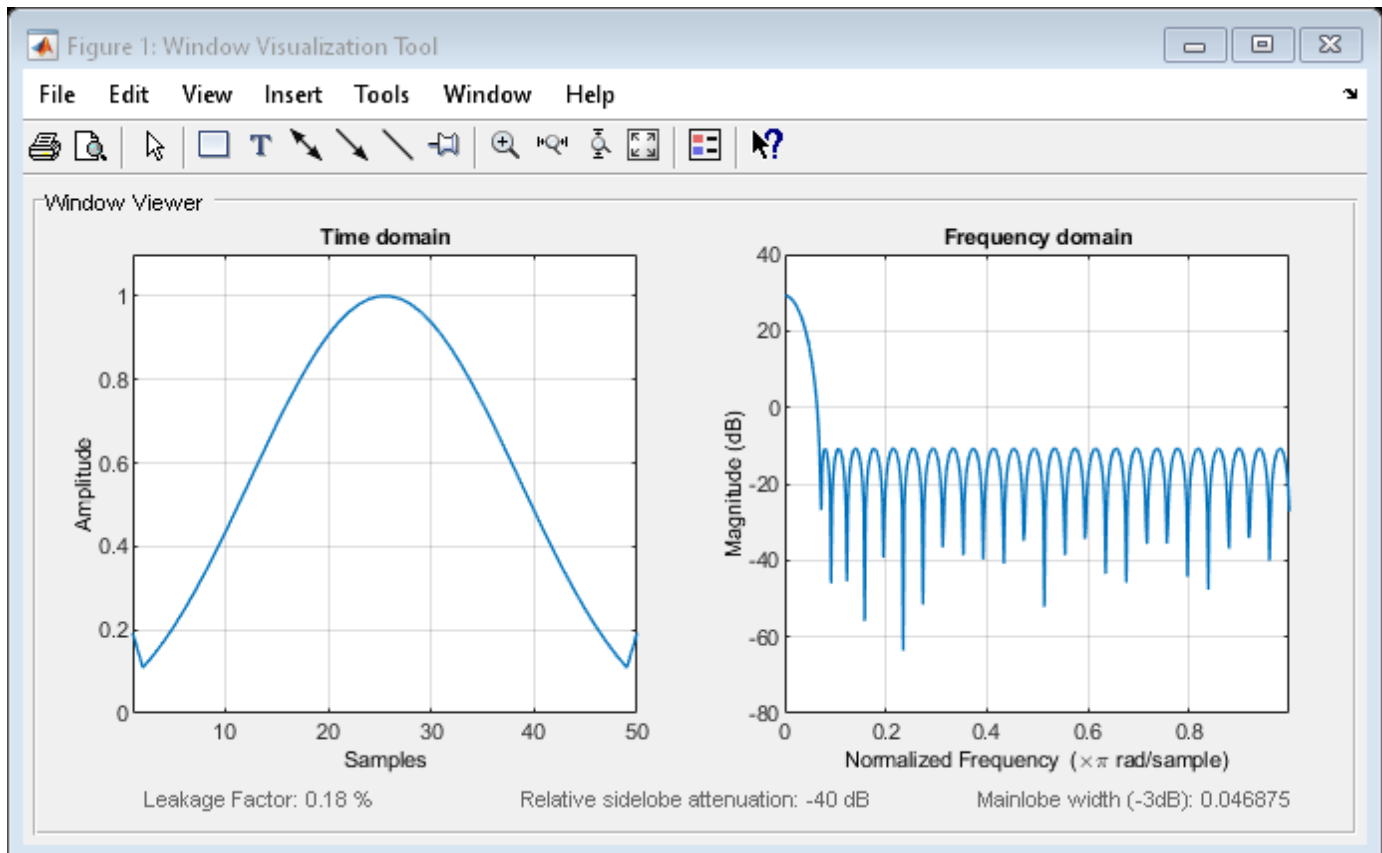 Figure 1: Window Visualization Tool
File Edit View Insert Tools Window Help
T
?
Window Viewer
Time domain
Amplitude
1
0.8
0.6
0.4
0.2
0
10 20 30 40 50
Samples
Frequency domain
Magnitude (dB)
40
20
0
-20
-40
-60
-80
0 0.2 0.4 0.6 0.8
Normalized Frequency (×π rad/sample)
Leakage Factor: 0.18 % Relative sidelobe attenuation: -40 dB Mainlobe width (-3dB): 0.046875